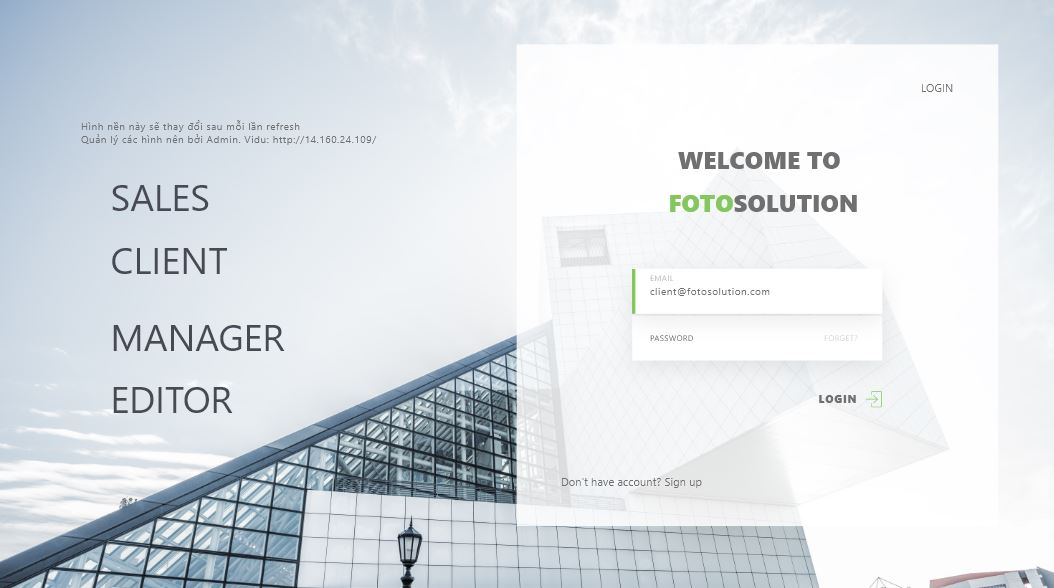 Hình nền này sẽ thay đổi sau mỗi lần refresh
Quản lý các hình nên bởi Admin. Vidu: http://14.160.24.109/
SALES
CLIENT
MANAGER
EDITOR
LOGIN
WELCOME TO
FOTOSOLUTION
EMAIL
client@fotosolution.com
PASSWORD FORGET?
LOGIN
Don't have account? Sign up